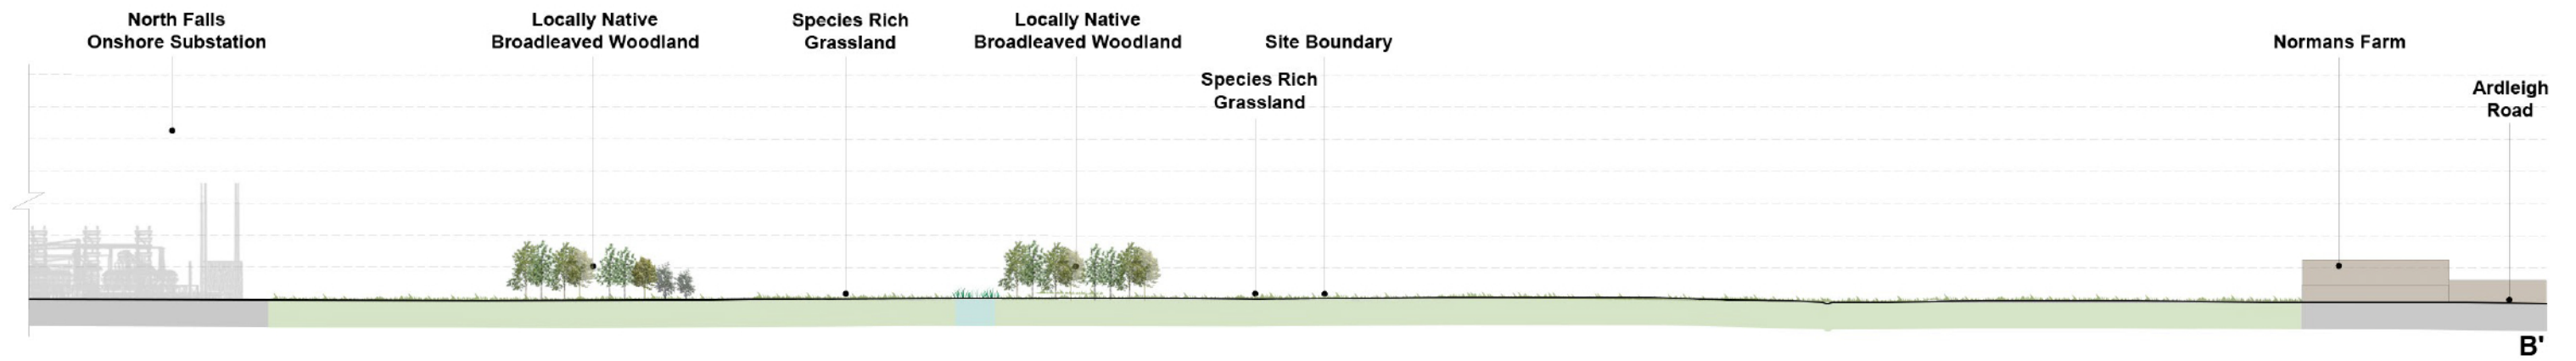 North Falls
Onshore Substation
Locally Native
Broadleaved Woodland
Species Rich
Grassland
Locally Native
Broadleaved Woodland
Species Rich
Grassland
Site Boundary
Normans Farm
Ardleigh
Road
B'